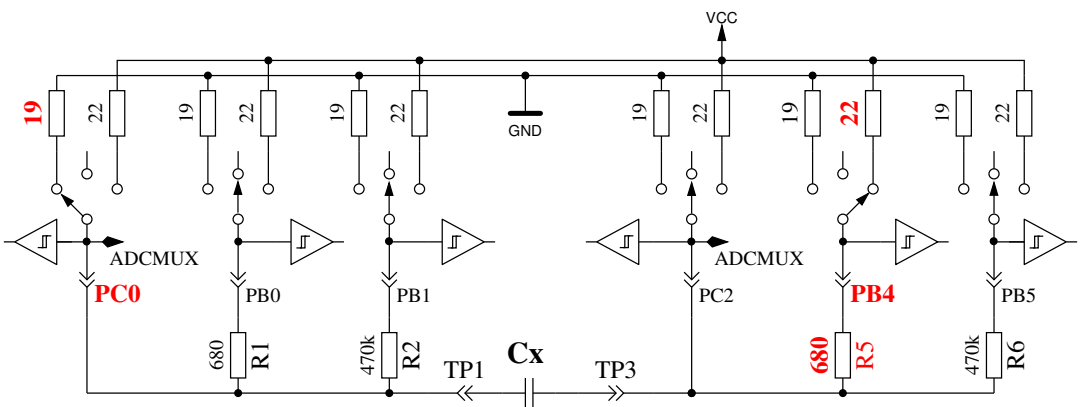 VCC
19
22
19
22
19
22
GND
19
22
19
22
19
22
ADCMUX
ADCMUX
PC0
PB0
PB1
PC2
PB4
PB5
680
R1
470k
R2
TP1
Cx
TP3
680
R5
470k
R6